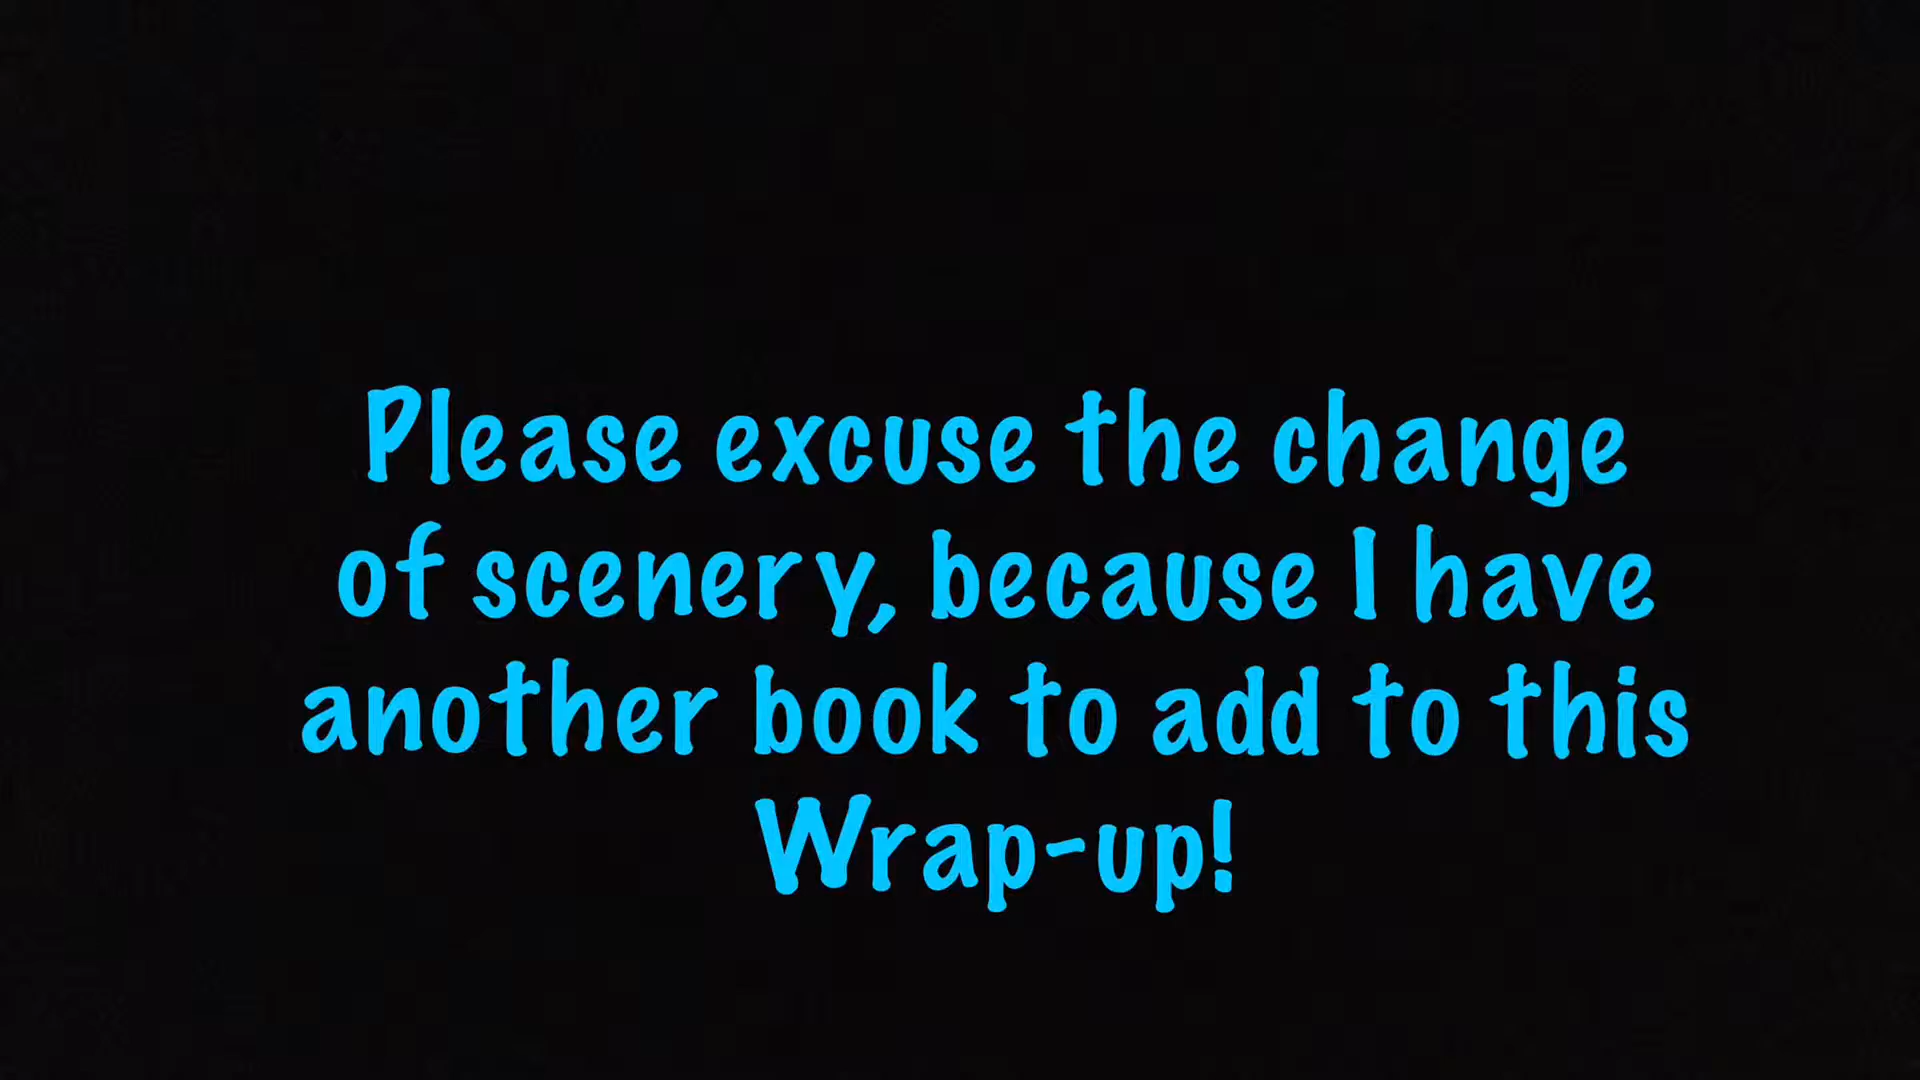 Please excuse the change
of scenery, because I have
another book to add to this
Wrap-up!